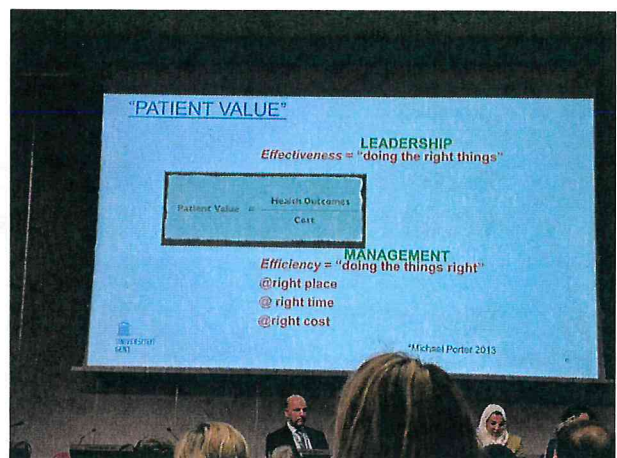 "PATIENT VALUE"
LEADERSHIP
Effectiveness = "doing the right things"
Patient Value = Health Outcomes
Cost
MANAGEMENT
Efficiency = "doing the things right"
@right place
@ right time
@right cost
UNIVERSITEIT
GENT
*Michael Porter 2013